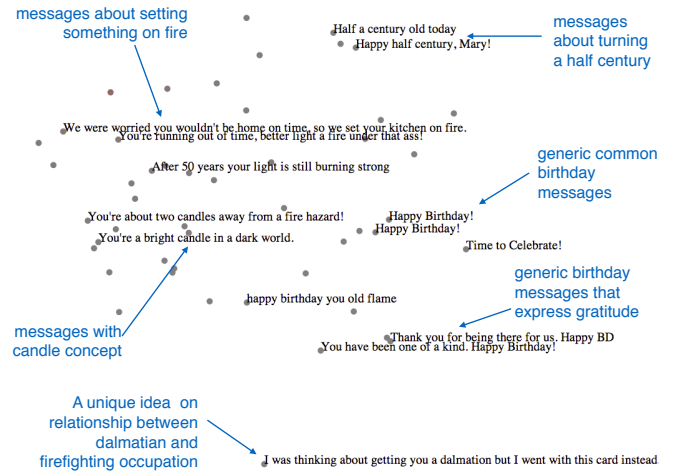 messages about setting
something on fire
Half a century old today
Happy half century, Mary!
messages
about turning
a half century
We were worried you wouldn't be home on time, so we set your kitchen on fire.
You're running out of time, better light a fire under that ass!
After 50 years your light is still burning strong
generic common
birthday
messages
You're about two candles away from a fire hazard!
Happy Birthday!
Happy Birthday!
You're a bright candle in a dark world.
Time to Celebrate!
generic birthday
messages that
express gratitude
happy birthday you old flame
messages with
candle concept
Thank you for being there for us. Happy BD
You have been one of a kind. Happy Birthday!
A unique idea on
relationship between
dalmatian and
firefighting occupation
I was thinking about getting you a dalmation but I went with this card instead